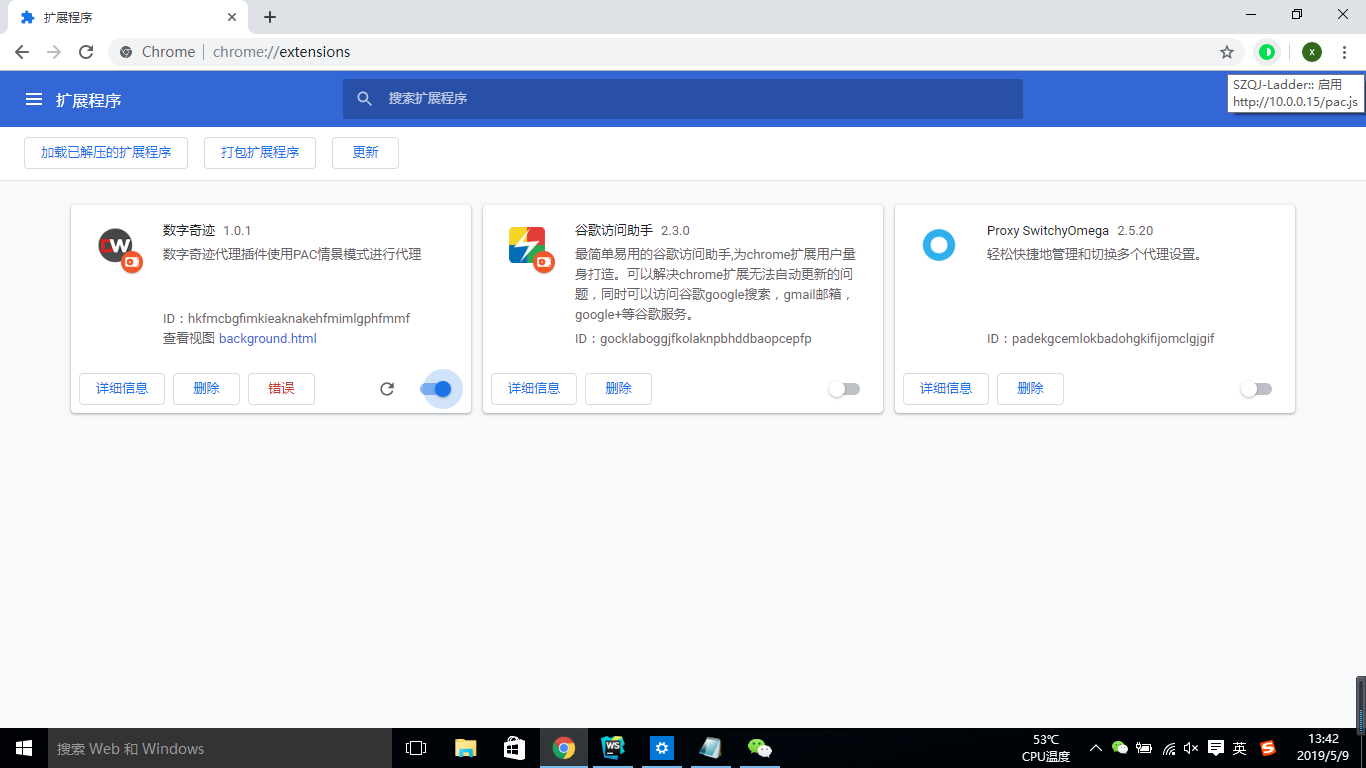 扩展程序
Chrome
chrome://extensions
x
扩展程序
搜索扩展程序
SZQJ-Ladder:: 启用
http://10.0.0.15/pac.js
加载已解压的扩展程序
打包扩展程序
更新
数字奇迹 1.0.1
数字奇迹代理插件使用PAC情景模式进行代理
ID：hkfmcbgfimkieaknakehfmimlgphfmmf
查看视图 background.html
详细信息
删除
错误
谷歌访问助手 2.3.0
最简单易用的谷歌访问助手,为chrome扩展用户量
身打造。可以解决chrome扩展无法自动更新的问
题，同时可以访问谷歌google搜索，gmail邮箱，
google+等谷歌服务。
ID：gocklaboggjfkolaknpbhddbaopcepfp
详细信息
删除
Proxy SwitchyOmega 2.5.20
轻松快捷地管理和切换多个代理设置。
ID：padekgcemlokbadohgkifijomclgjgif
详细信息
删除
搜索 Web 和 Windows
WS
53℃
CPU温度
英
13:42
2019/5/9